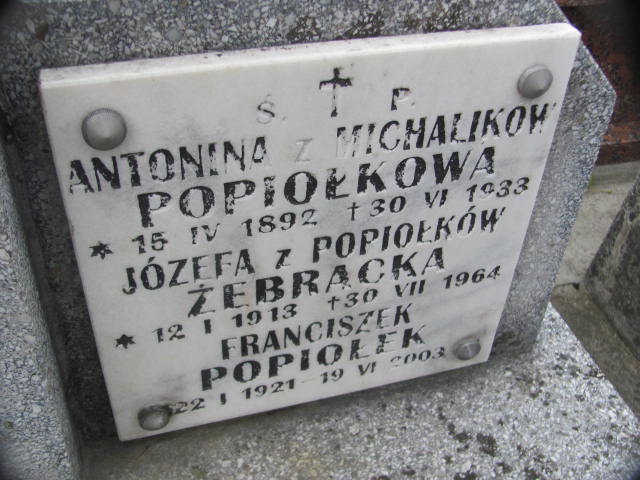 Ś. † P.
ANTONINA z MICHALIKÓW
POPIOŁKOWA
* 15 IV 1892 † 30 VI 1933
JÓZEFA z POPIOŁKÓW
ŻEBRACKA
* 12 I 1913 † 30 VII 1964
FRANCISZEK
POPIOŁEK
22 I 1921 - 19 VI 2003